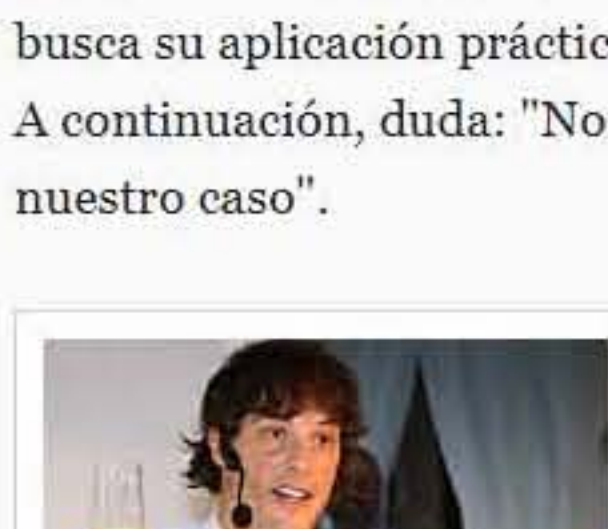 busca su aplicación práctic
A continuación, duda: "No
nuestro caso".